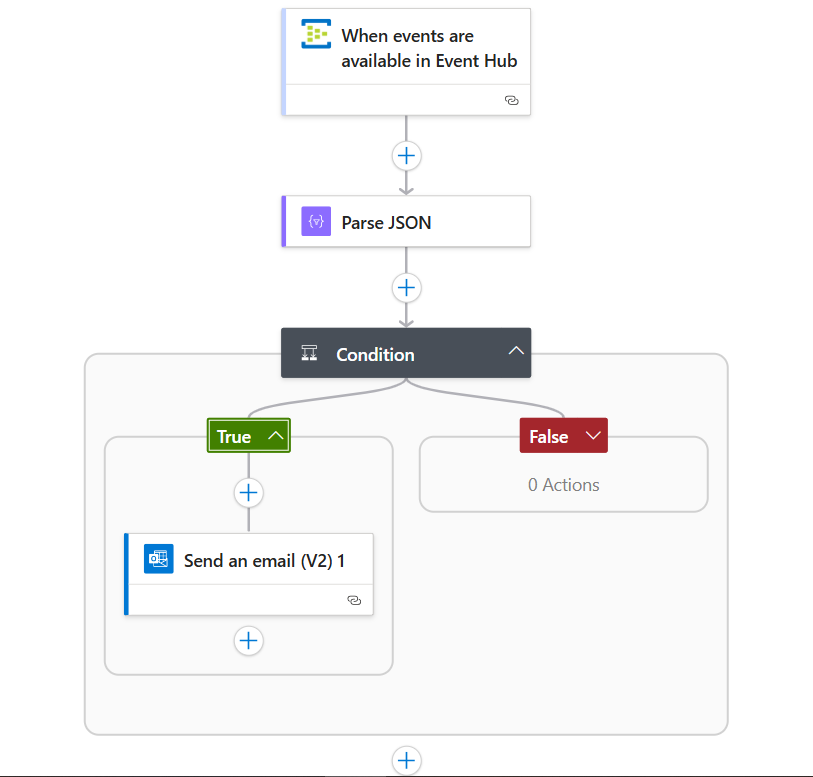 When events are
available in Event Hub
Parse JSON
Condition
True
False
0 Actions
Send an email (V2) 1